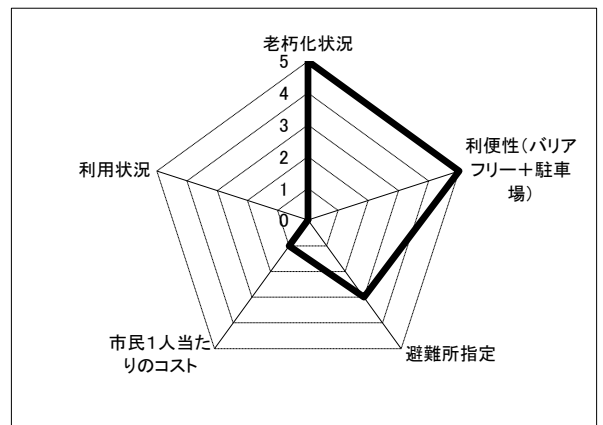 老朽化状況
5
4
3
2
1
0
利便性（バリア
フリー＋駐車
場）
利用状況
市民１人当た
りのコスト
避難所指定